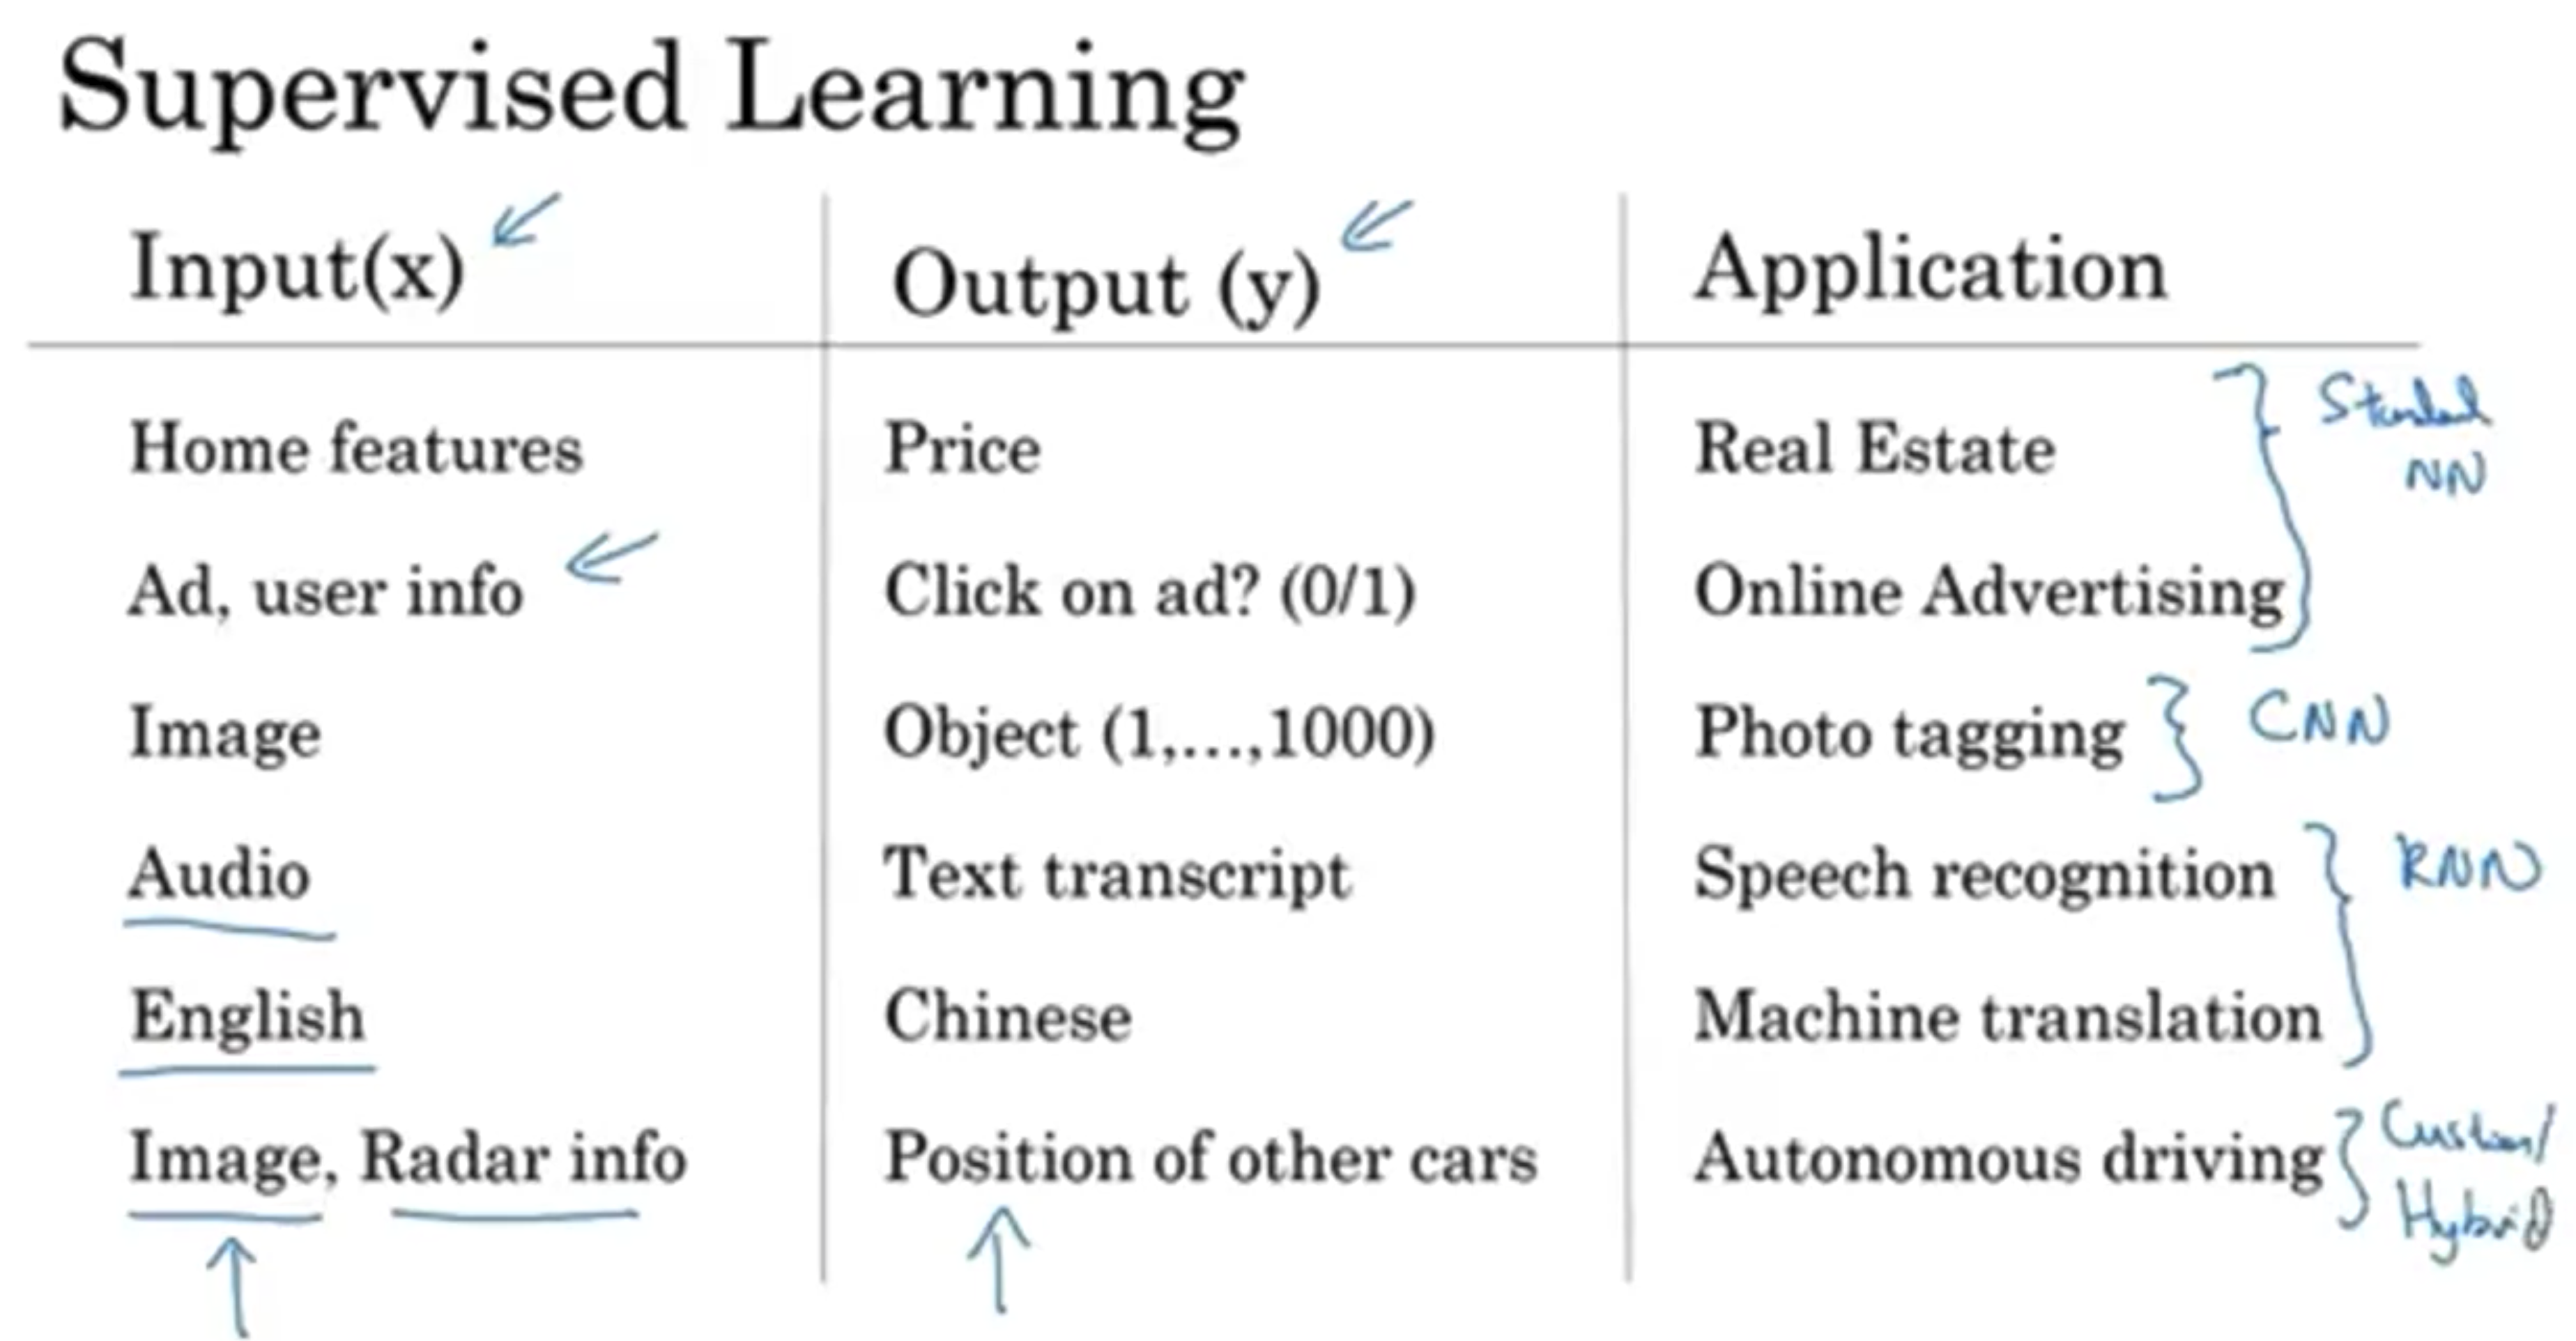 Supervised Learning
Input(x) Output (y) Application
Home features Price Real Estate Standard
NN
Ad, user info Click on ad? (0/1) Online Advertising
Image Object (1,...,1000) Photo tagging CNN
Audio Text transcript Speech recognition RNN
English Chinese Machine translation
Image, Radar info Position of other cars Autonomous driving Custom/
Hybrid